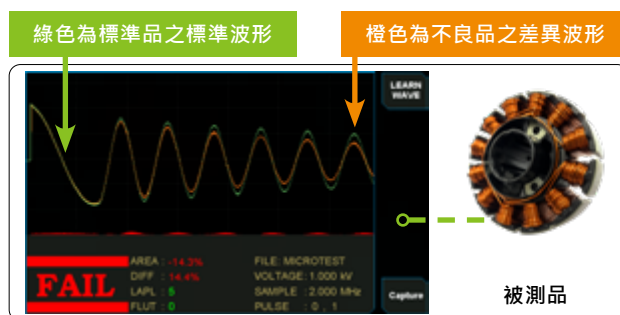 綠色為標準品之標準波形
橙色為不良品之差異波形
LEARN
WAVE
AREA : -14.3%
DIFF : 14.4%
LAPL : 5
FLUT : 0
FAIL
FILE: MICROTEST
VOLTAGE: 1.000 kV
SAMPLE : 2.000 MHz
PULSE : 0 , 1
Capture
被測品